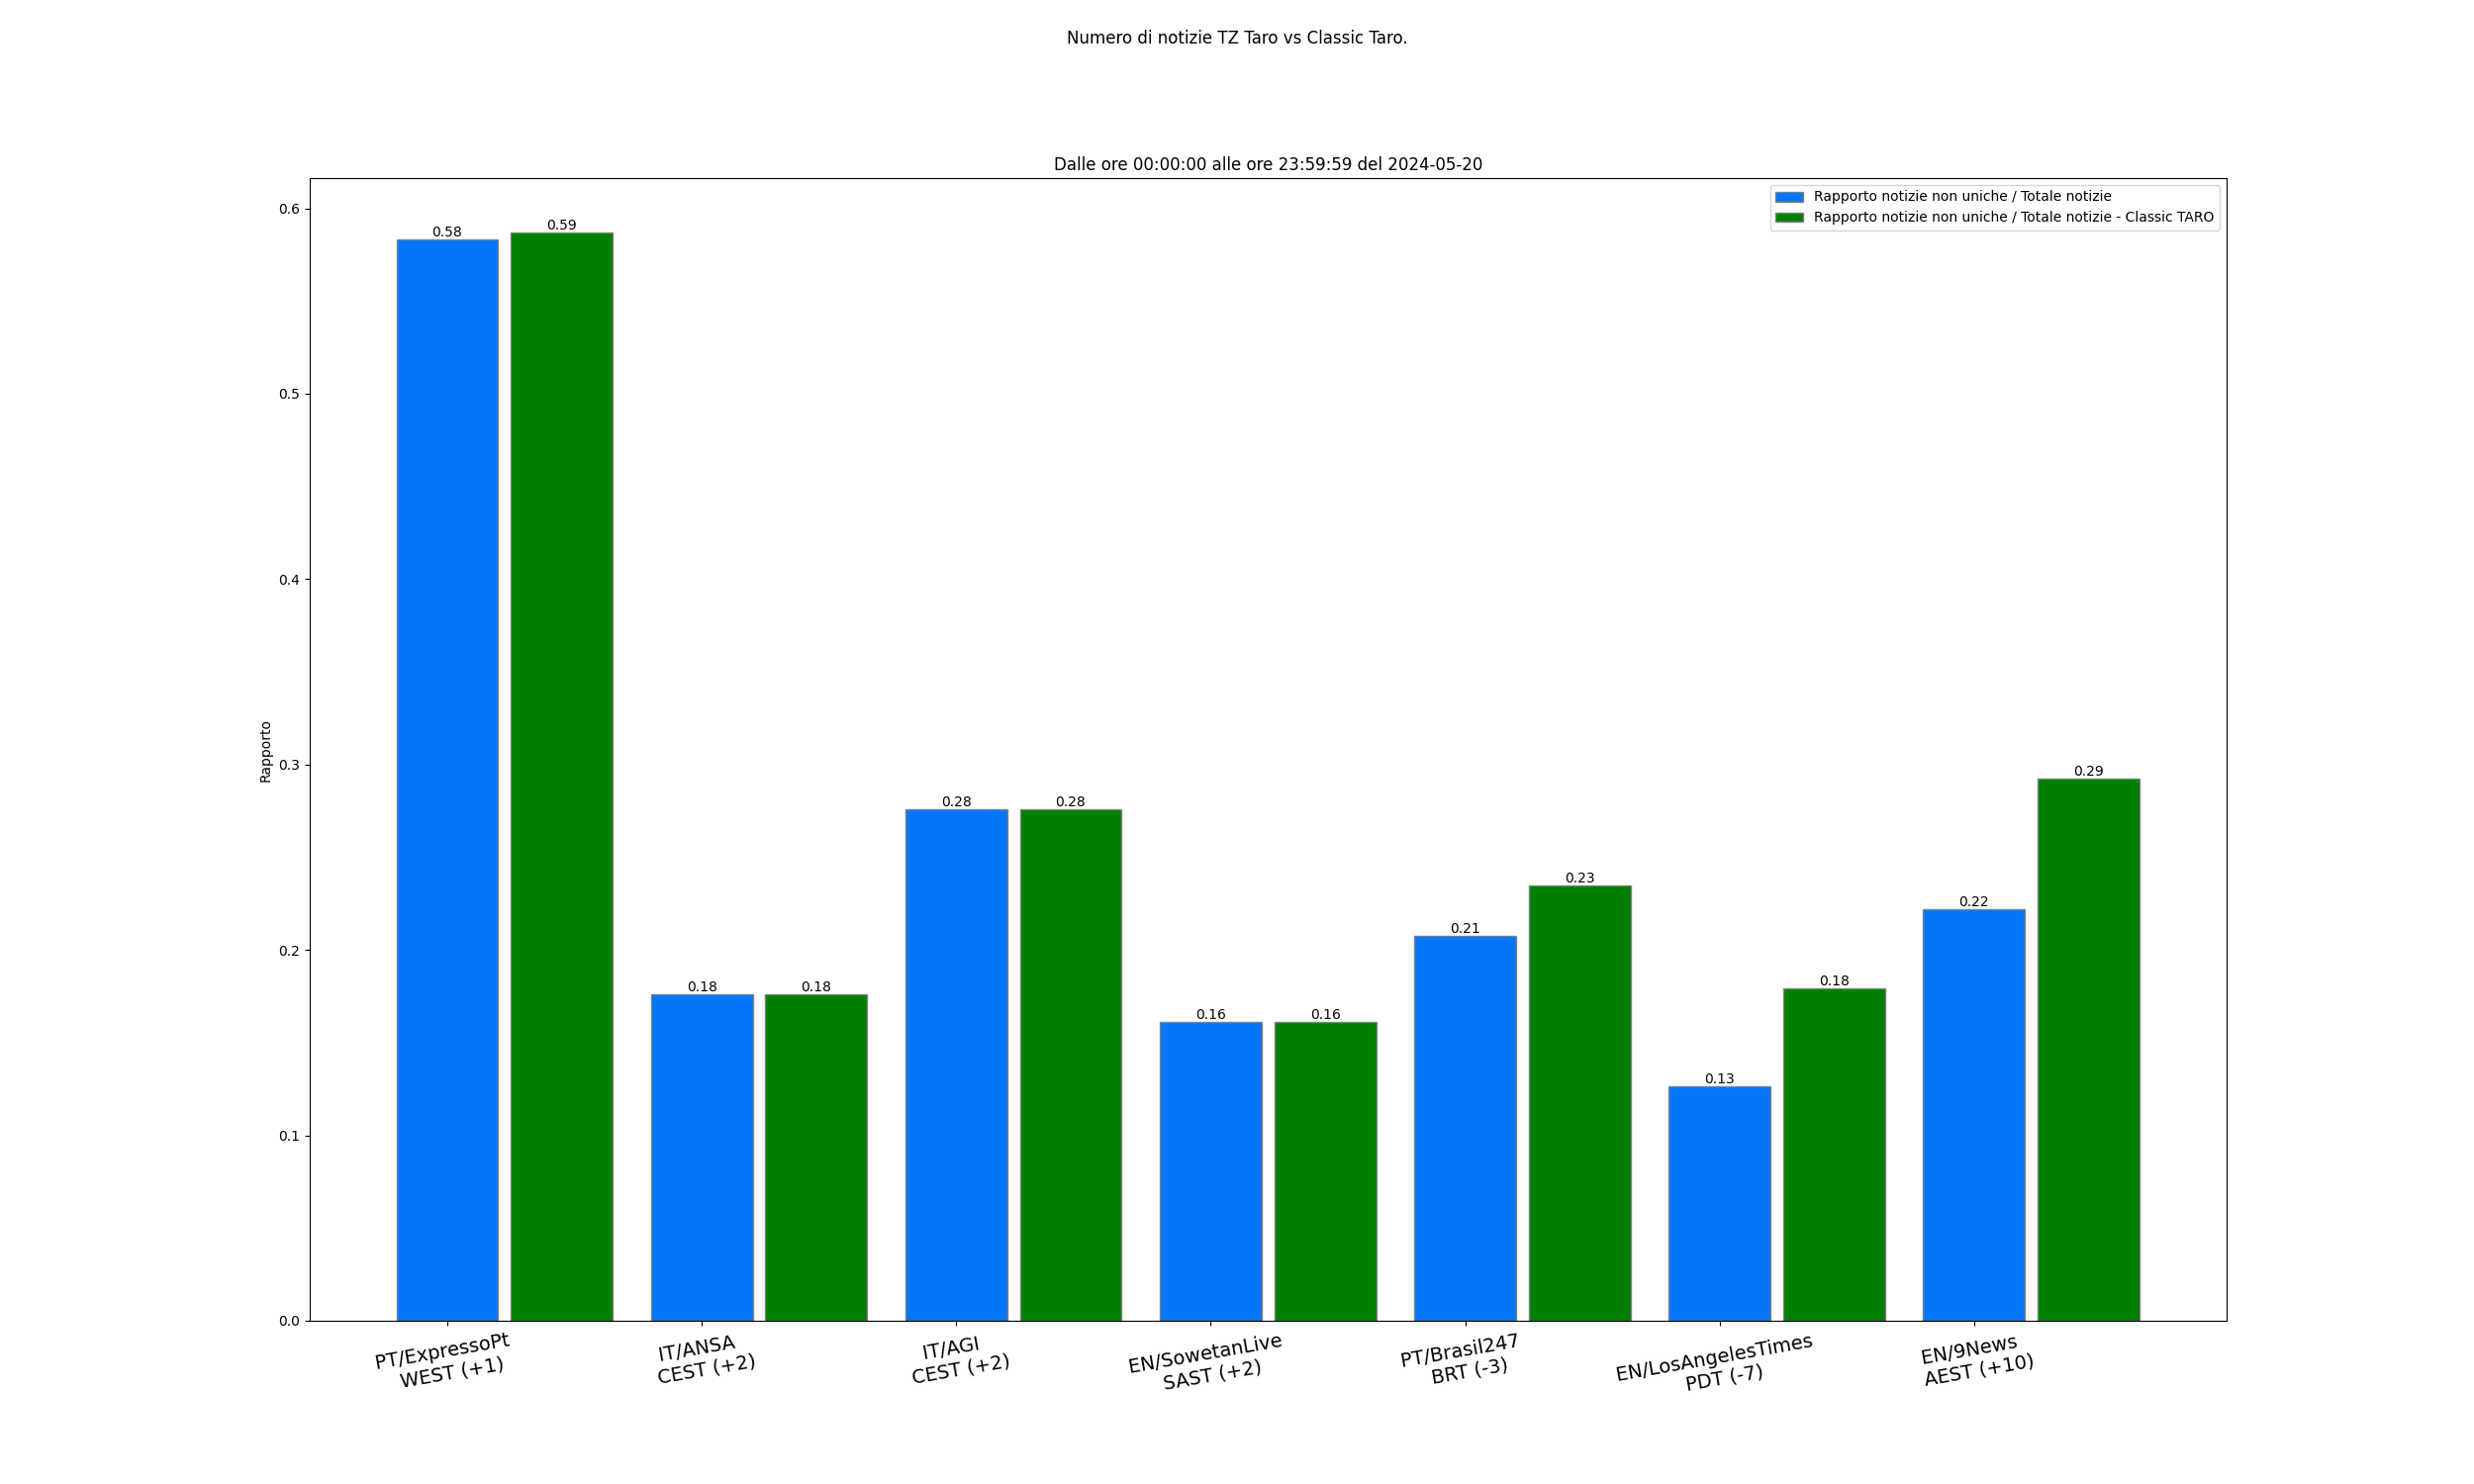 Numero di notizie TZ Taro vs Classic Taro.
Dalle ore 00:00:00 alle ore 23:59:59 del 2024-05-20
Rapporto notizie non uniche / Totale notizie
Rapporto notizie non uniche / Totale notizie - Classic TARO
Rapporto
0.6
0.5
0.4
0.3
0.2
0.1
0.0
0.58
0.59
0.18
0.18
0.28
0.28
0.16
0.16
0.21
0.23
0.13
0.18
0.22
0.29
PT/ExpressoPt
WEST (+1)
IT/ANSA
CEST (+2)
IT/AGI
CEST (+2)
EN/SowetanLive
SAST (+2)
PT/Brasil247
BRT (-3)
EN/LosAngelesTimes
PDT (-7)
EN/9News
AEST (+10)